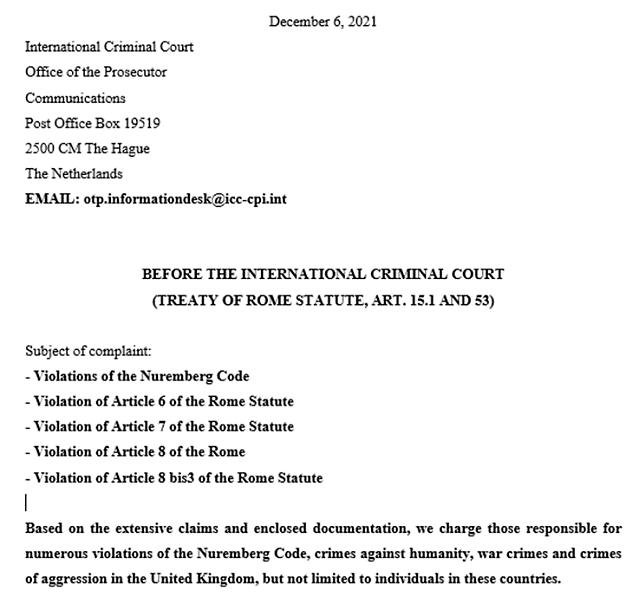 December 6, 2021
International Criminal Court
Office of the Prosecutor
Communications
Post Office Box 19519
2500 CM The Hague
The Netherlands
EMAIL: otp.informationdesk@icc-cpi.int
BEFORE THE INTERNATIONAL CRIMINAL COURT
(TREATY OF ROME STATUTE, ART. 15.1 AND 53)
Subject of complaint:
- Violations of the Nuremberg Code
- Violation of Article 6 of the Rome Statute
- Violation of Article 7 of the Rome Statute
- Violation of Article 8 of the Rome
- Violation of Article 8 bis3 of the Rome Statute
Based on the extensive claims and enclosed documentation, we charge those responsible for
numerous violations of the Nuremberg Code, crimes against humanity, war crimes and crimes
of aggression in the United Kingdom, but not limited to individuals in these countries.